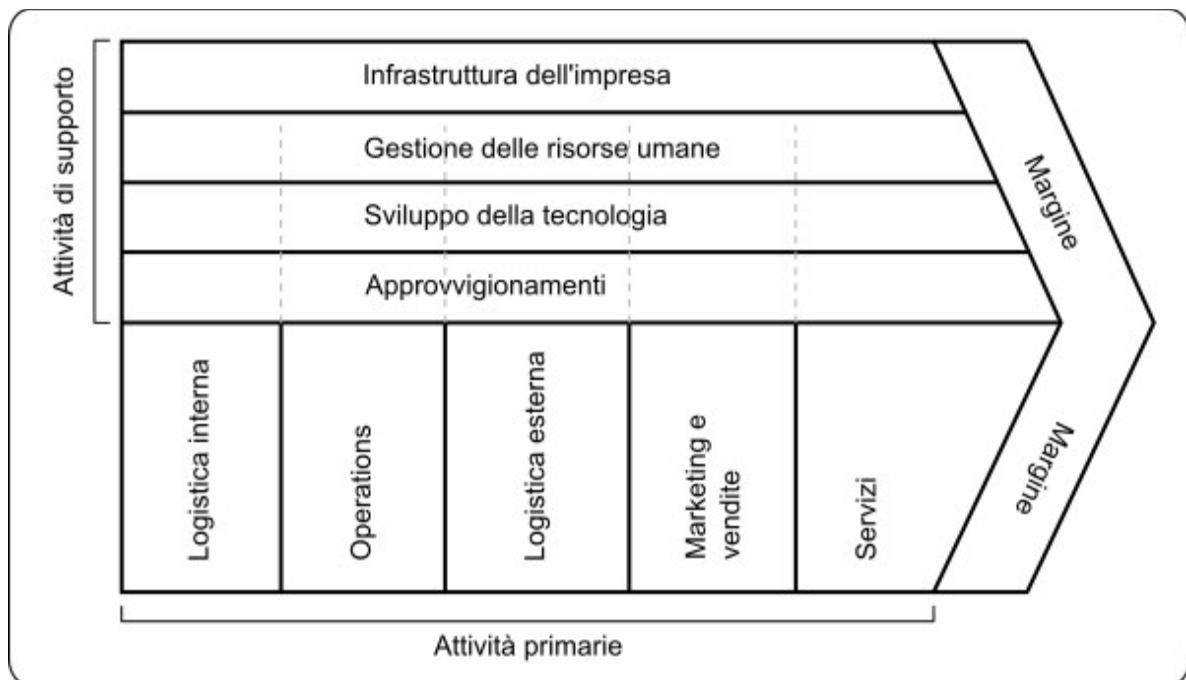 Attività di supporto
Infrastruttura dell'impresa
Gestione delle risorse umane
Sviluppo della tecnologia
Approvvigionamenti
Margine
Logistica interna
Operations
Logistica esterna
Marketing e
vendite
Servizi
Margine
Attività primarie